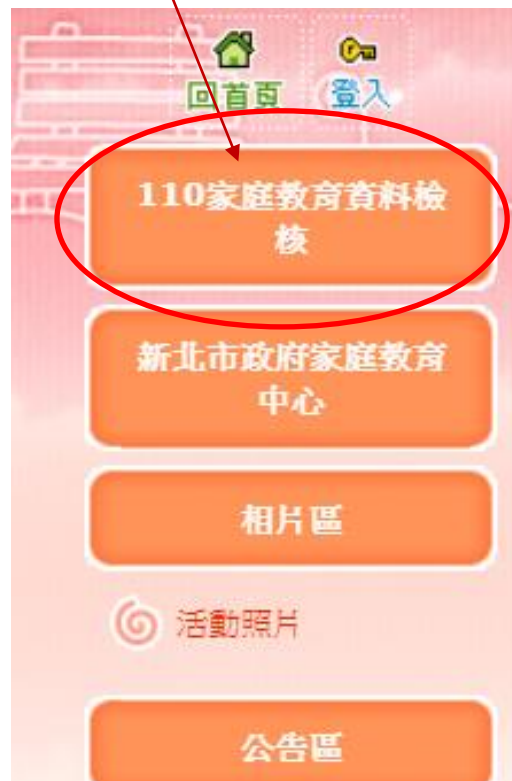 回首頁 登入
110家庭教育資料檢
核
新北市政府家庭教育
中心
相片區
活動照片
公告區